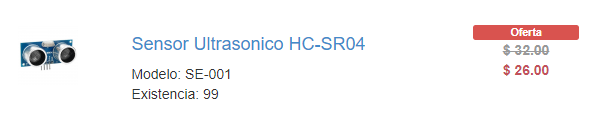 Oferta
Sensor Ultrasonico HC-SR04
$ 32.00
$ 26.00
Modelo: SE-001
Existencia: 99